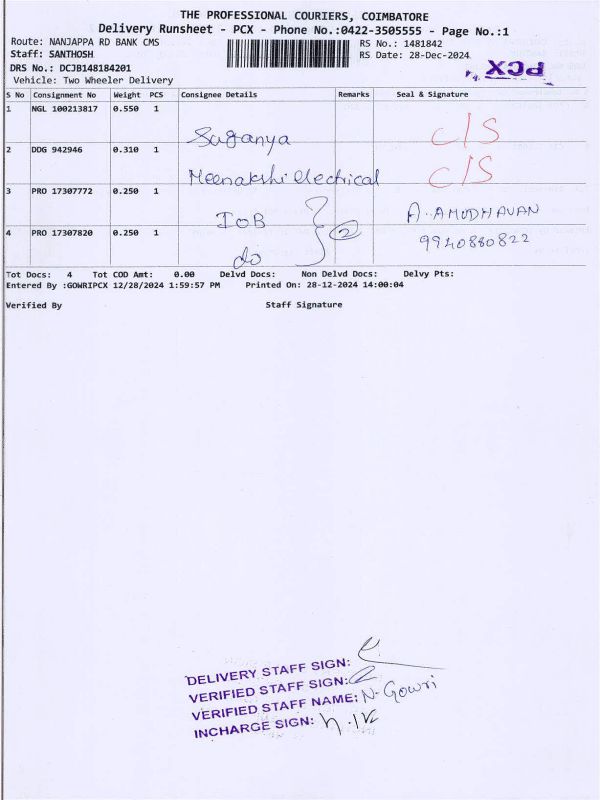 THE PROFESSIONAL COURIERS, COIMBATORE
Delivery Runsheet - PCX - Phone No.:0422-3505555 - Page No.:1
Route: NANJAPPA RD BANK CMS RS No.: 1481842
Staff: SANTHOSH RS Date: 28-Dec-2024
DRS No.: DCJB148184201
PCX
Vehicle: Two Wheeler Delivery
S No Consignment No Weight PCS Consignee Details Remarks Seal & Signature
1 NGL 100213817 0.550 1 Suganya C/S
2 DDG 942946 0.310 1 Meenakshi electrical C/S
3 PRO 17307772 0.250 1 IOB A. AMUDHAVAN
4 PRO 17307820 0.250 1 do 2 9940880822
Tot Docs: 4 Tot COD Amt: 0.00 Delvd Docs: Non Delvd Docs: Delvy Pts:
Entered By :GOWRIPCX 12/28/2024 1:59:57 PM Printed On: 28-12-2024 14:00:04
Verified By Staff Signature
DELIVERY STAFF SIGN:
VERIFIED STAFF SIGN:
VERIFIED STAFF NAME: N. Gowri
INCHARGE SIGN: